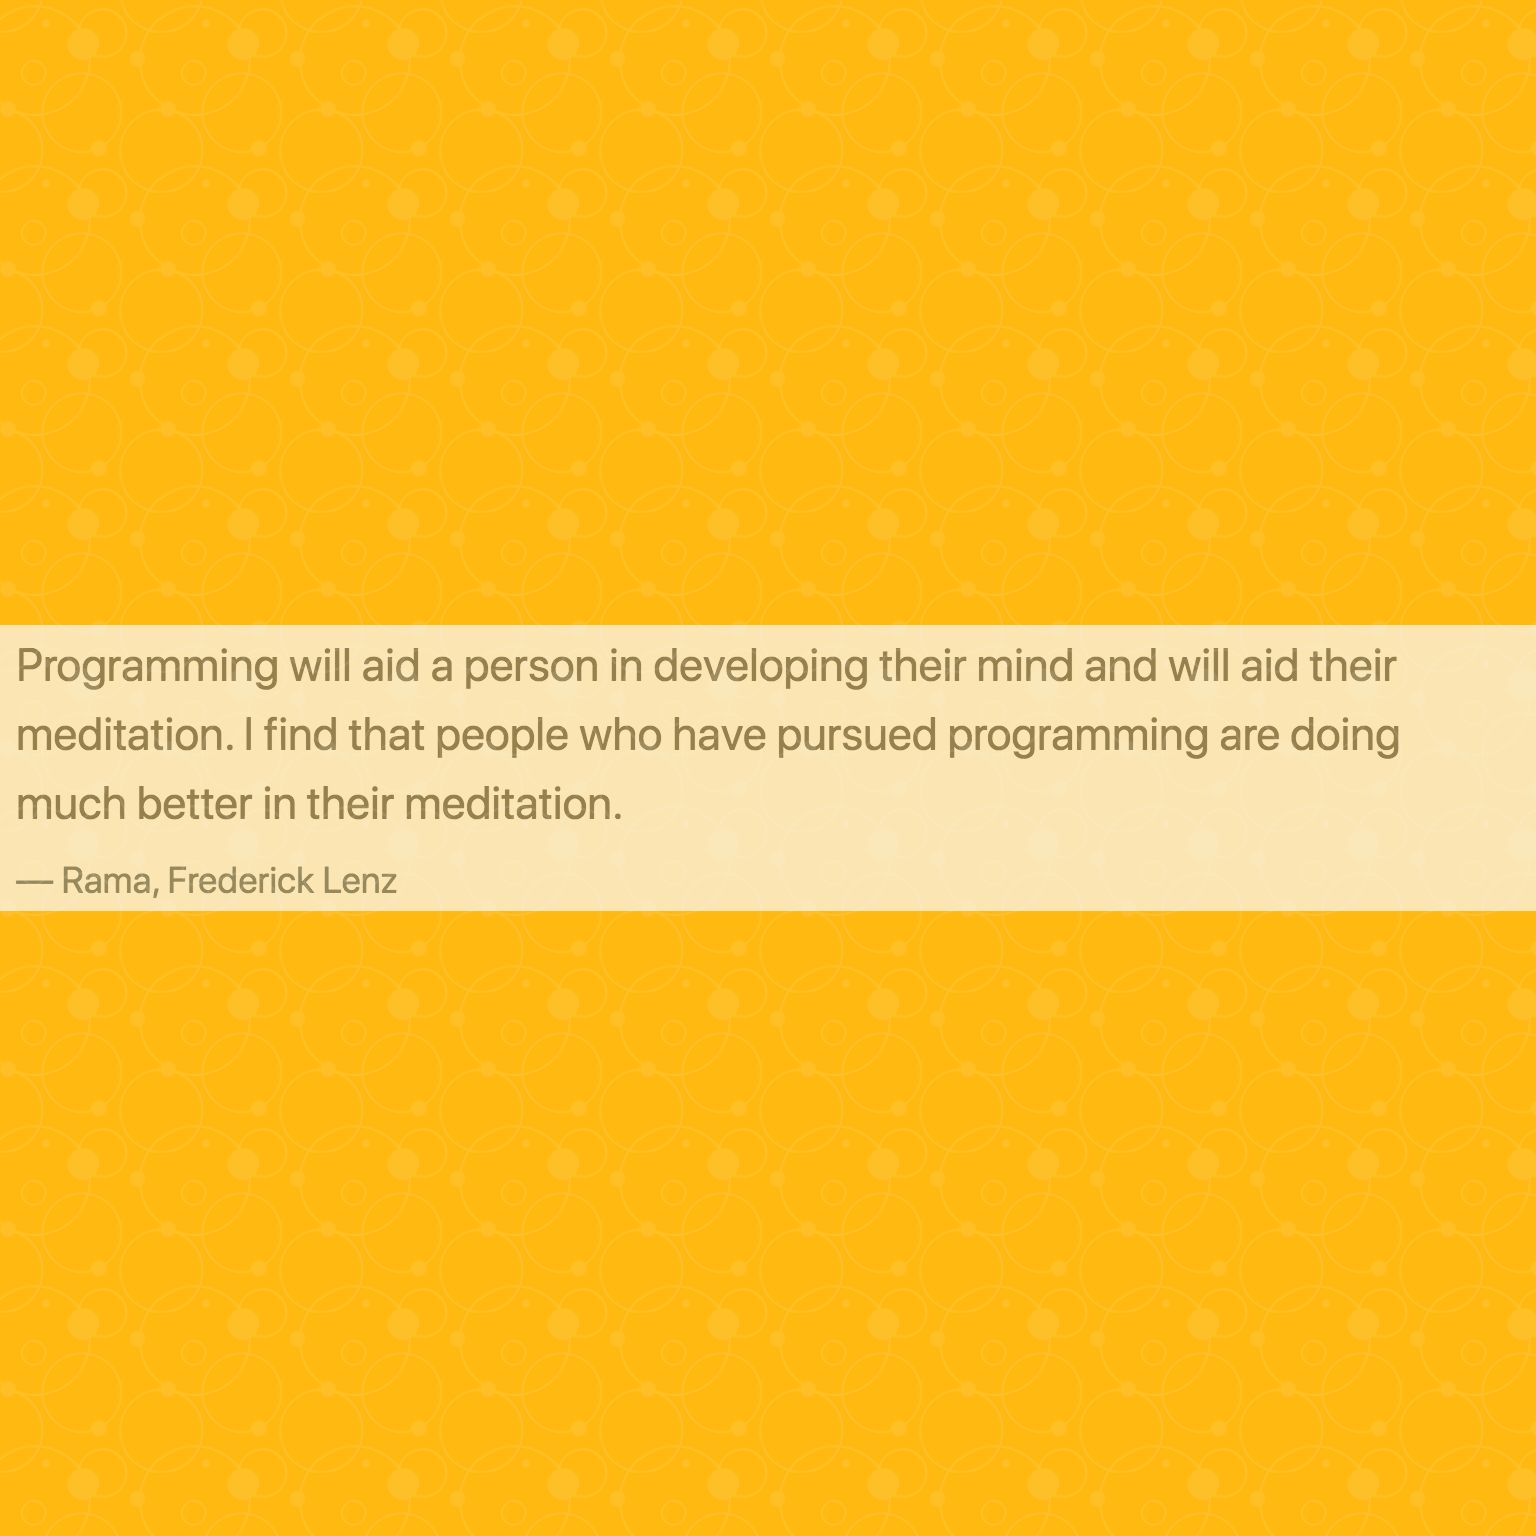 Programming will aid a person in developing their mind and will aid their
meditation. I find that people who have pursued programming are doing
much better in their meditation.
— Rama, Frederick Lenz